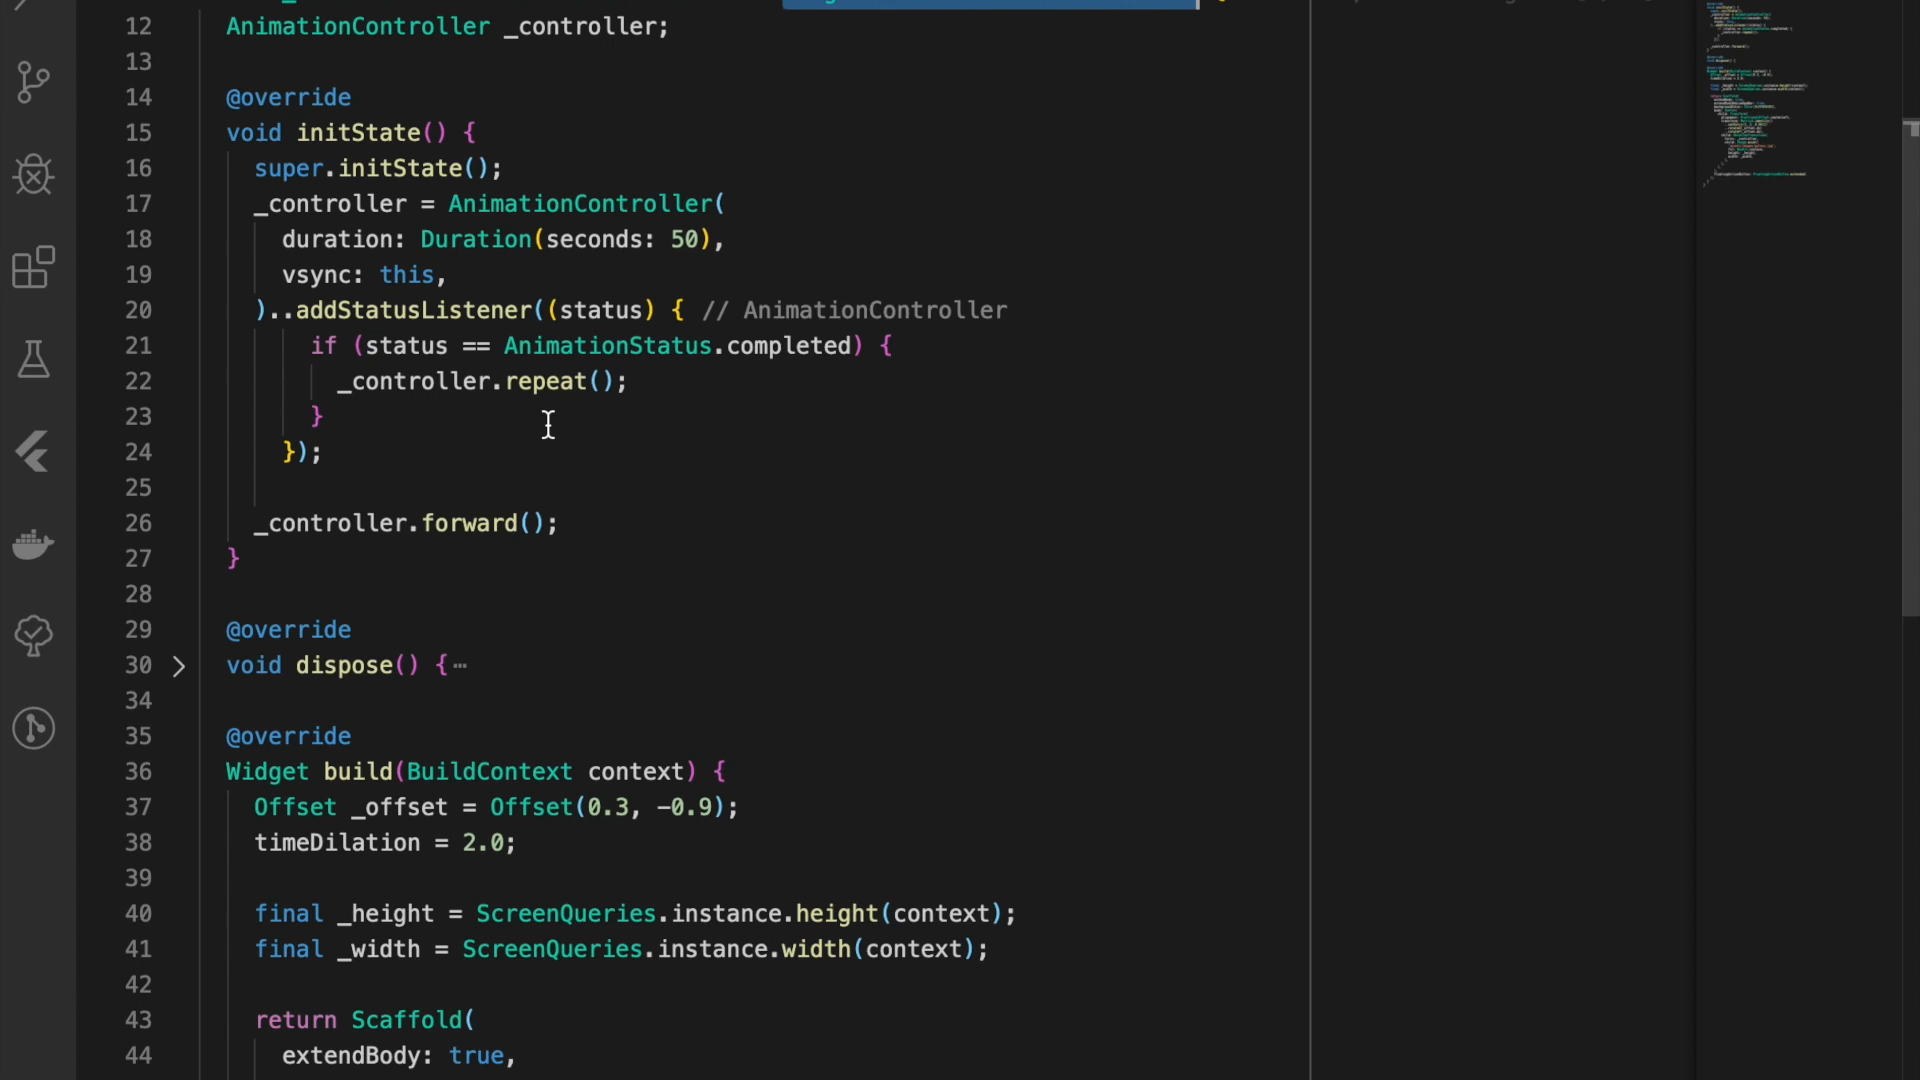 12 AnimationController _controller;
13
14 @override
15 void initState() {
16 super.initState();
17 _controller = AnimationController(
18 duration: Duration(seconds: 50),
19 vsync: this,
20 )..addStatusListener((status) { // AnimationController
21 if (status == AnimationStatus.completed) {
22 _controller.repeat();
23 }
24 });
25
26 _controller.forward();
27 }
28
29 @override
30 void dispose() {…
34
35 @override
36 Widget build(BuildContext context) {
37 Offset _offset = Offset(0.3, -0.9);
38 timeDilation = 2.0;
39
40 final _height = ScreenQueries.instance.height(context);
41 final _width = ScreenQueries.instance.width(context);
42
43 return Scaffold(
44 extendBody: true,